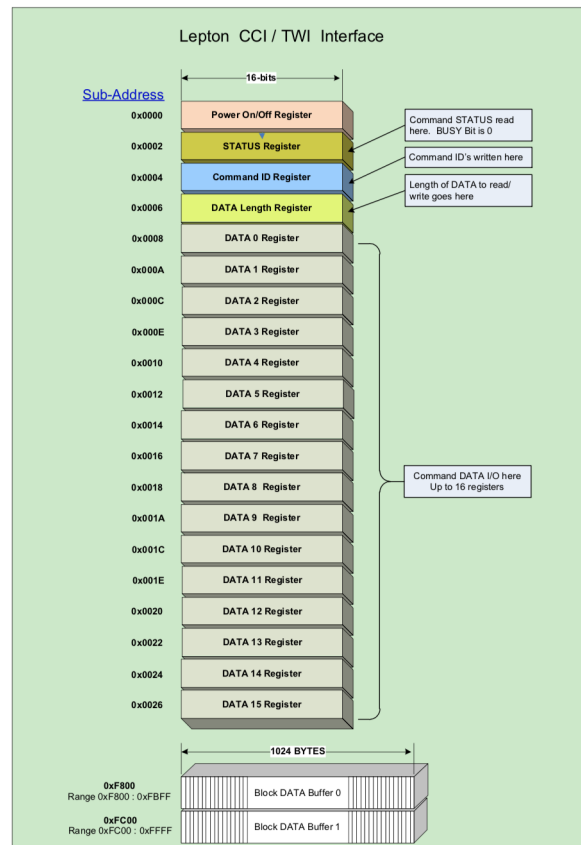 Lepton CCI / TWI Interface
16-bits
Sub-Address
0x0000 Power On/Off Register
0x0002 STATUS Register
Command STATUS read
here. BUSY Bit is 0
0x0004 Command ID Register
Command ID's written here
0x0006 DATA Length Register
Length of DATA to read/
write goes here
0x0008 DATA 0 Register
0x000A DATA 1 Register
0x000C DATA 2 Register
0x000E DATA 3 Register
0x0010 DATA 4 Register
0x0012 DATA 5 Register
0x0014 DATA 6 Register
0x0016 DATA 7 Register
0x0018 DATA 8 Register
Command DATA I/O here
Up to 16 registers
0x001A DATA 9 Register
0x001C DATA 10 Register
0x001E DATA 11 Register
0x0020 DATA 12 Register
0x0022 DATA 13 Register
0x0024 DATA 14 Register
0x0026 DATA 15 Register
1024 BYTES
0xF800
Range 0xF800 : 0xFBFF
Block DATA Buffer 0
0xFC00
Range 0xFC00 : 0xFFFF
Block DATA Buffer 1